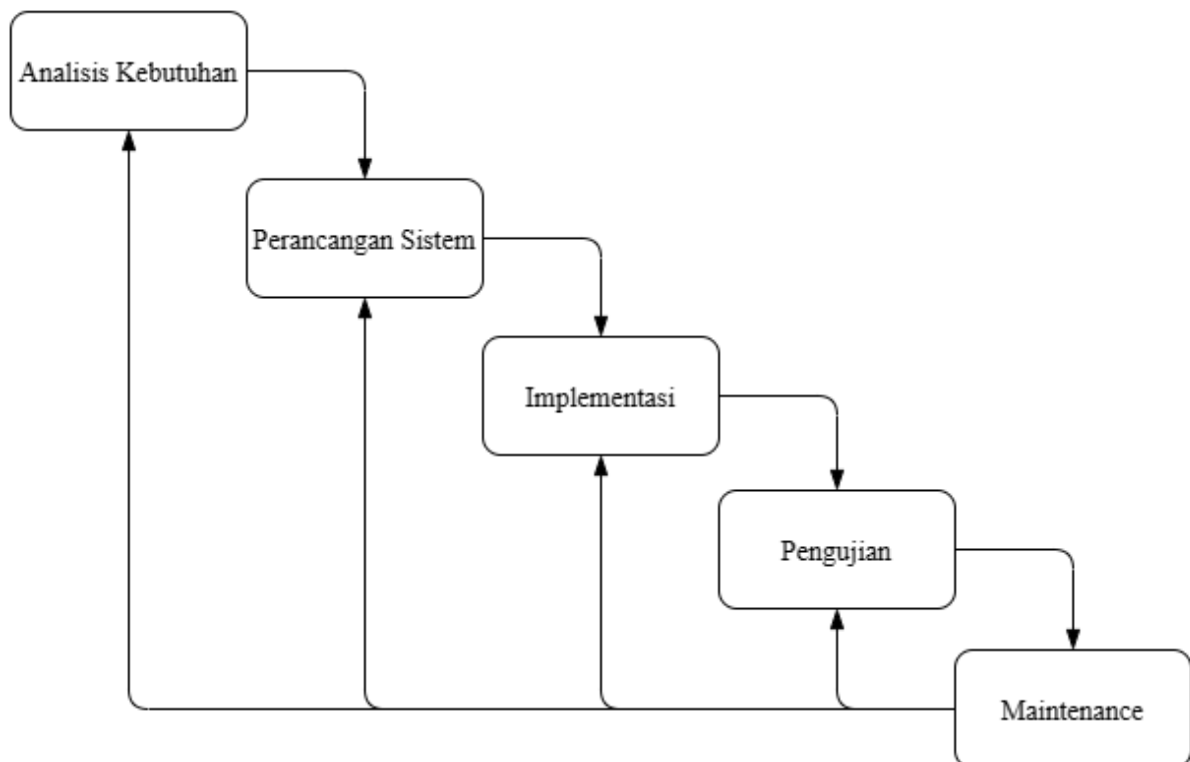 Analisis Kebutuhan
Perancangan Sistem
Implementasi
Pengujian
Maintenance